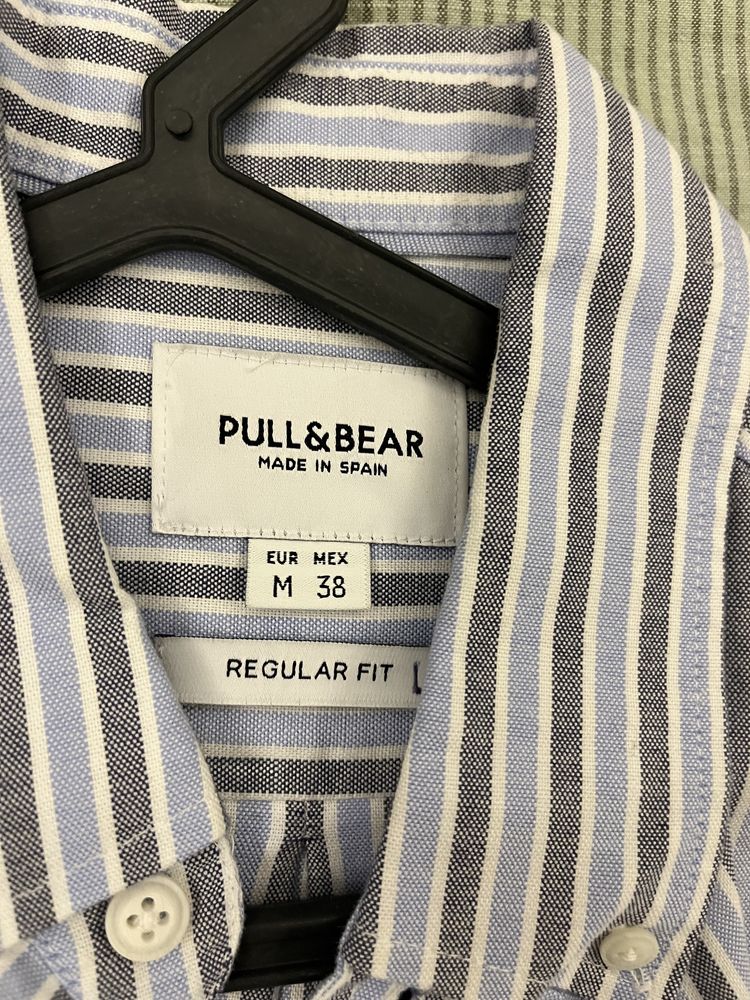 PULL&BEAR
MADE IN SPAIN
EUR MEX
M 38
REGULAR FIT